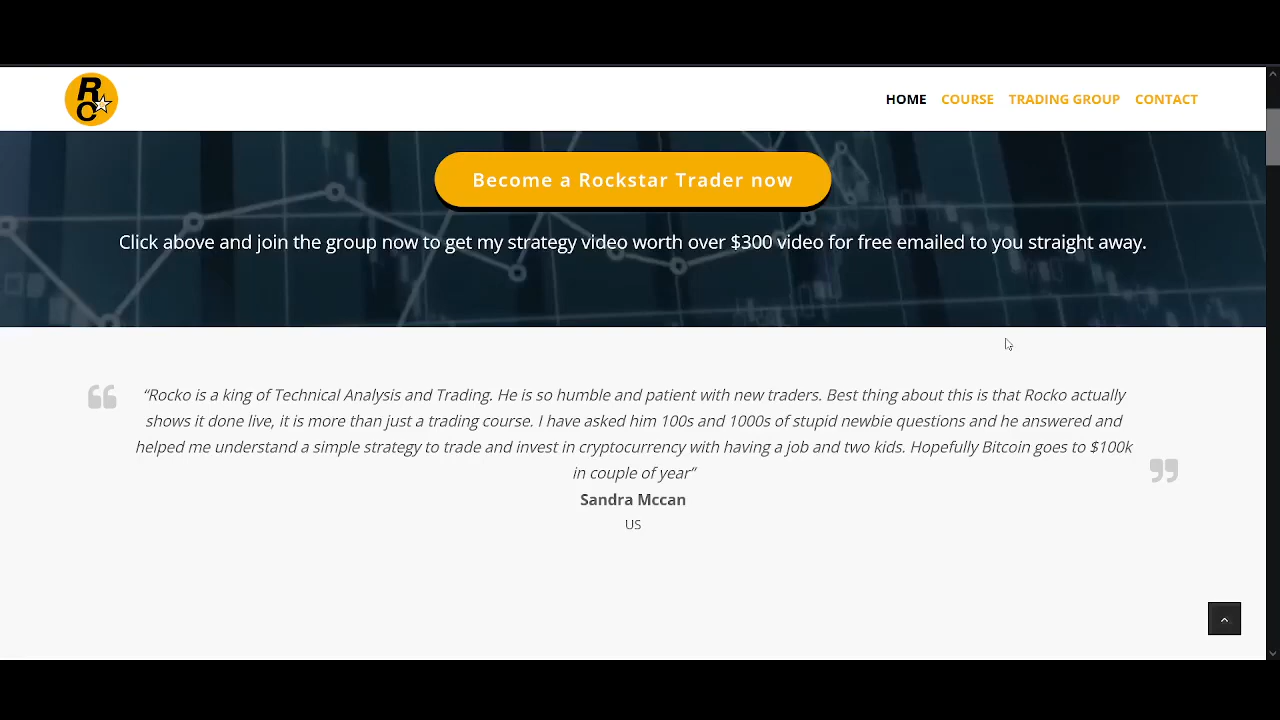 R
C
HOME COURSE TRADING GROUP CONTACT
Become a Rockstar Trader now
Click above and join the group now to get my strategy video worth over $300 video for free emailed to you straight away.
“Rocko is a king of Technical Analysis and Trading. He is so humble and patient with new traders. Best thing about this is that Rocko actually
shows it done live, it is more than just a trading course. I have asked him 100s and 1000s of stupid newbie questions and he answered and
helped me understand a simple strategy to trade and invest in cryptocurrency with having a job and two kids. Hopefully Bitcoin goes to $100k
in couple of year”
Sandra Mccan
US